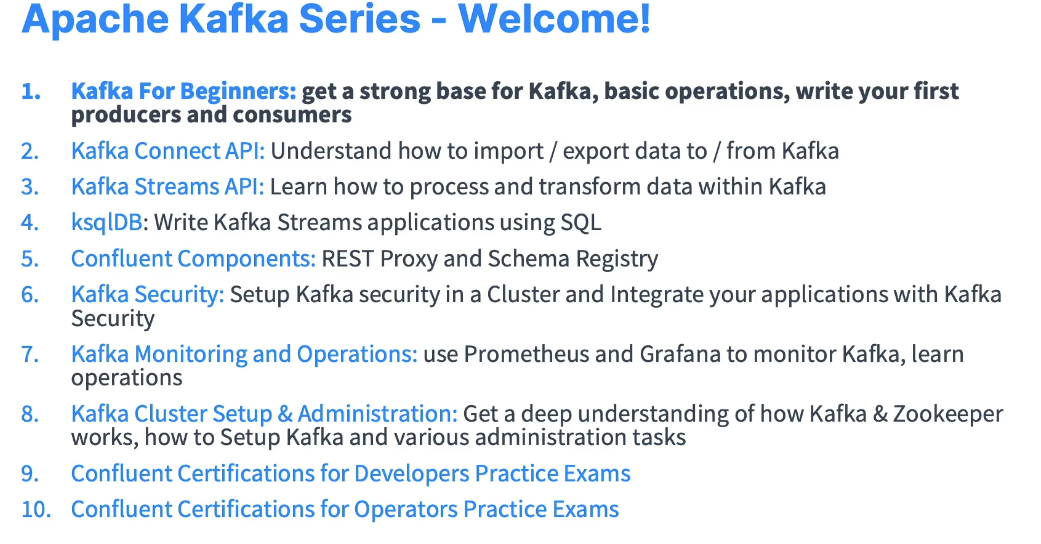 Apache Kafka Series - Welcome!
1. Kafka For Beginners: get a strong base for Kafka, basic operations, write your first
producers and consumers
2. Kafka Connect API: Understand how to import / export data to / from Kafka
3. Kafka Streams API: Learn how to process and transform data within Kafka
4. ksqlDB: Write Kafka Streams applications using SQL
5. Confluent Components: REST Proxy and Schema Registry
6. Kafka Security: Setup Kafka security in a Cluster and Integrate your applications with Kafka
Security
7. Kafka Monitoring and Operations: use Prometheus and Grafana to monitor Kafka, learn
operations
8. Kafka Cluster Setup & Administration: Get a deep understanding of how Kafka & Zookeeper
works, how to Setup Kafka and various administration tasks
9. Confluent Certifications for Developers Practice Exams
10. Confluent Certifications for Operators Practice Exams